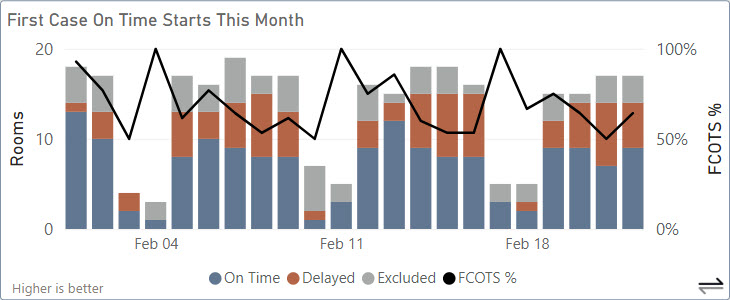 First Case On Time Starts This Month
20
100%
10
50%
0
0%
Rooms
FCOTS %
Feb 04
Feb 11
Feb 18
On Time
Delayed
Excluded
FCOTS %
Higher is better